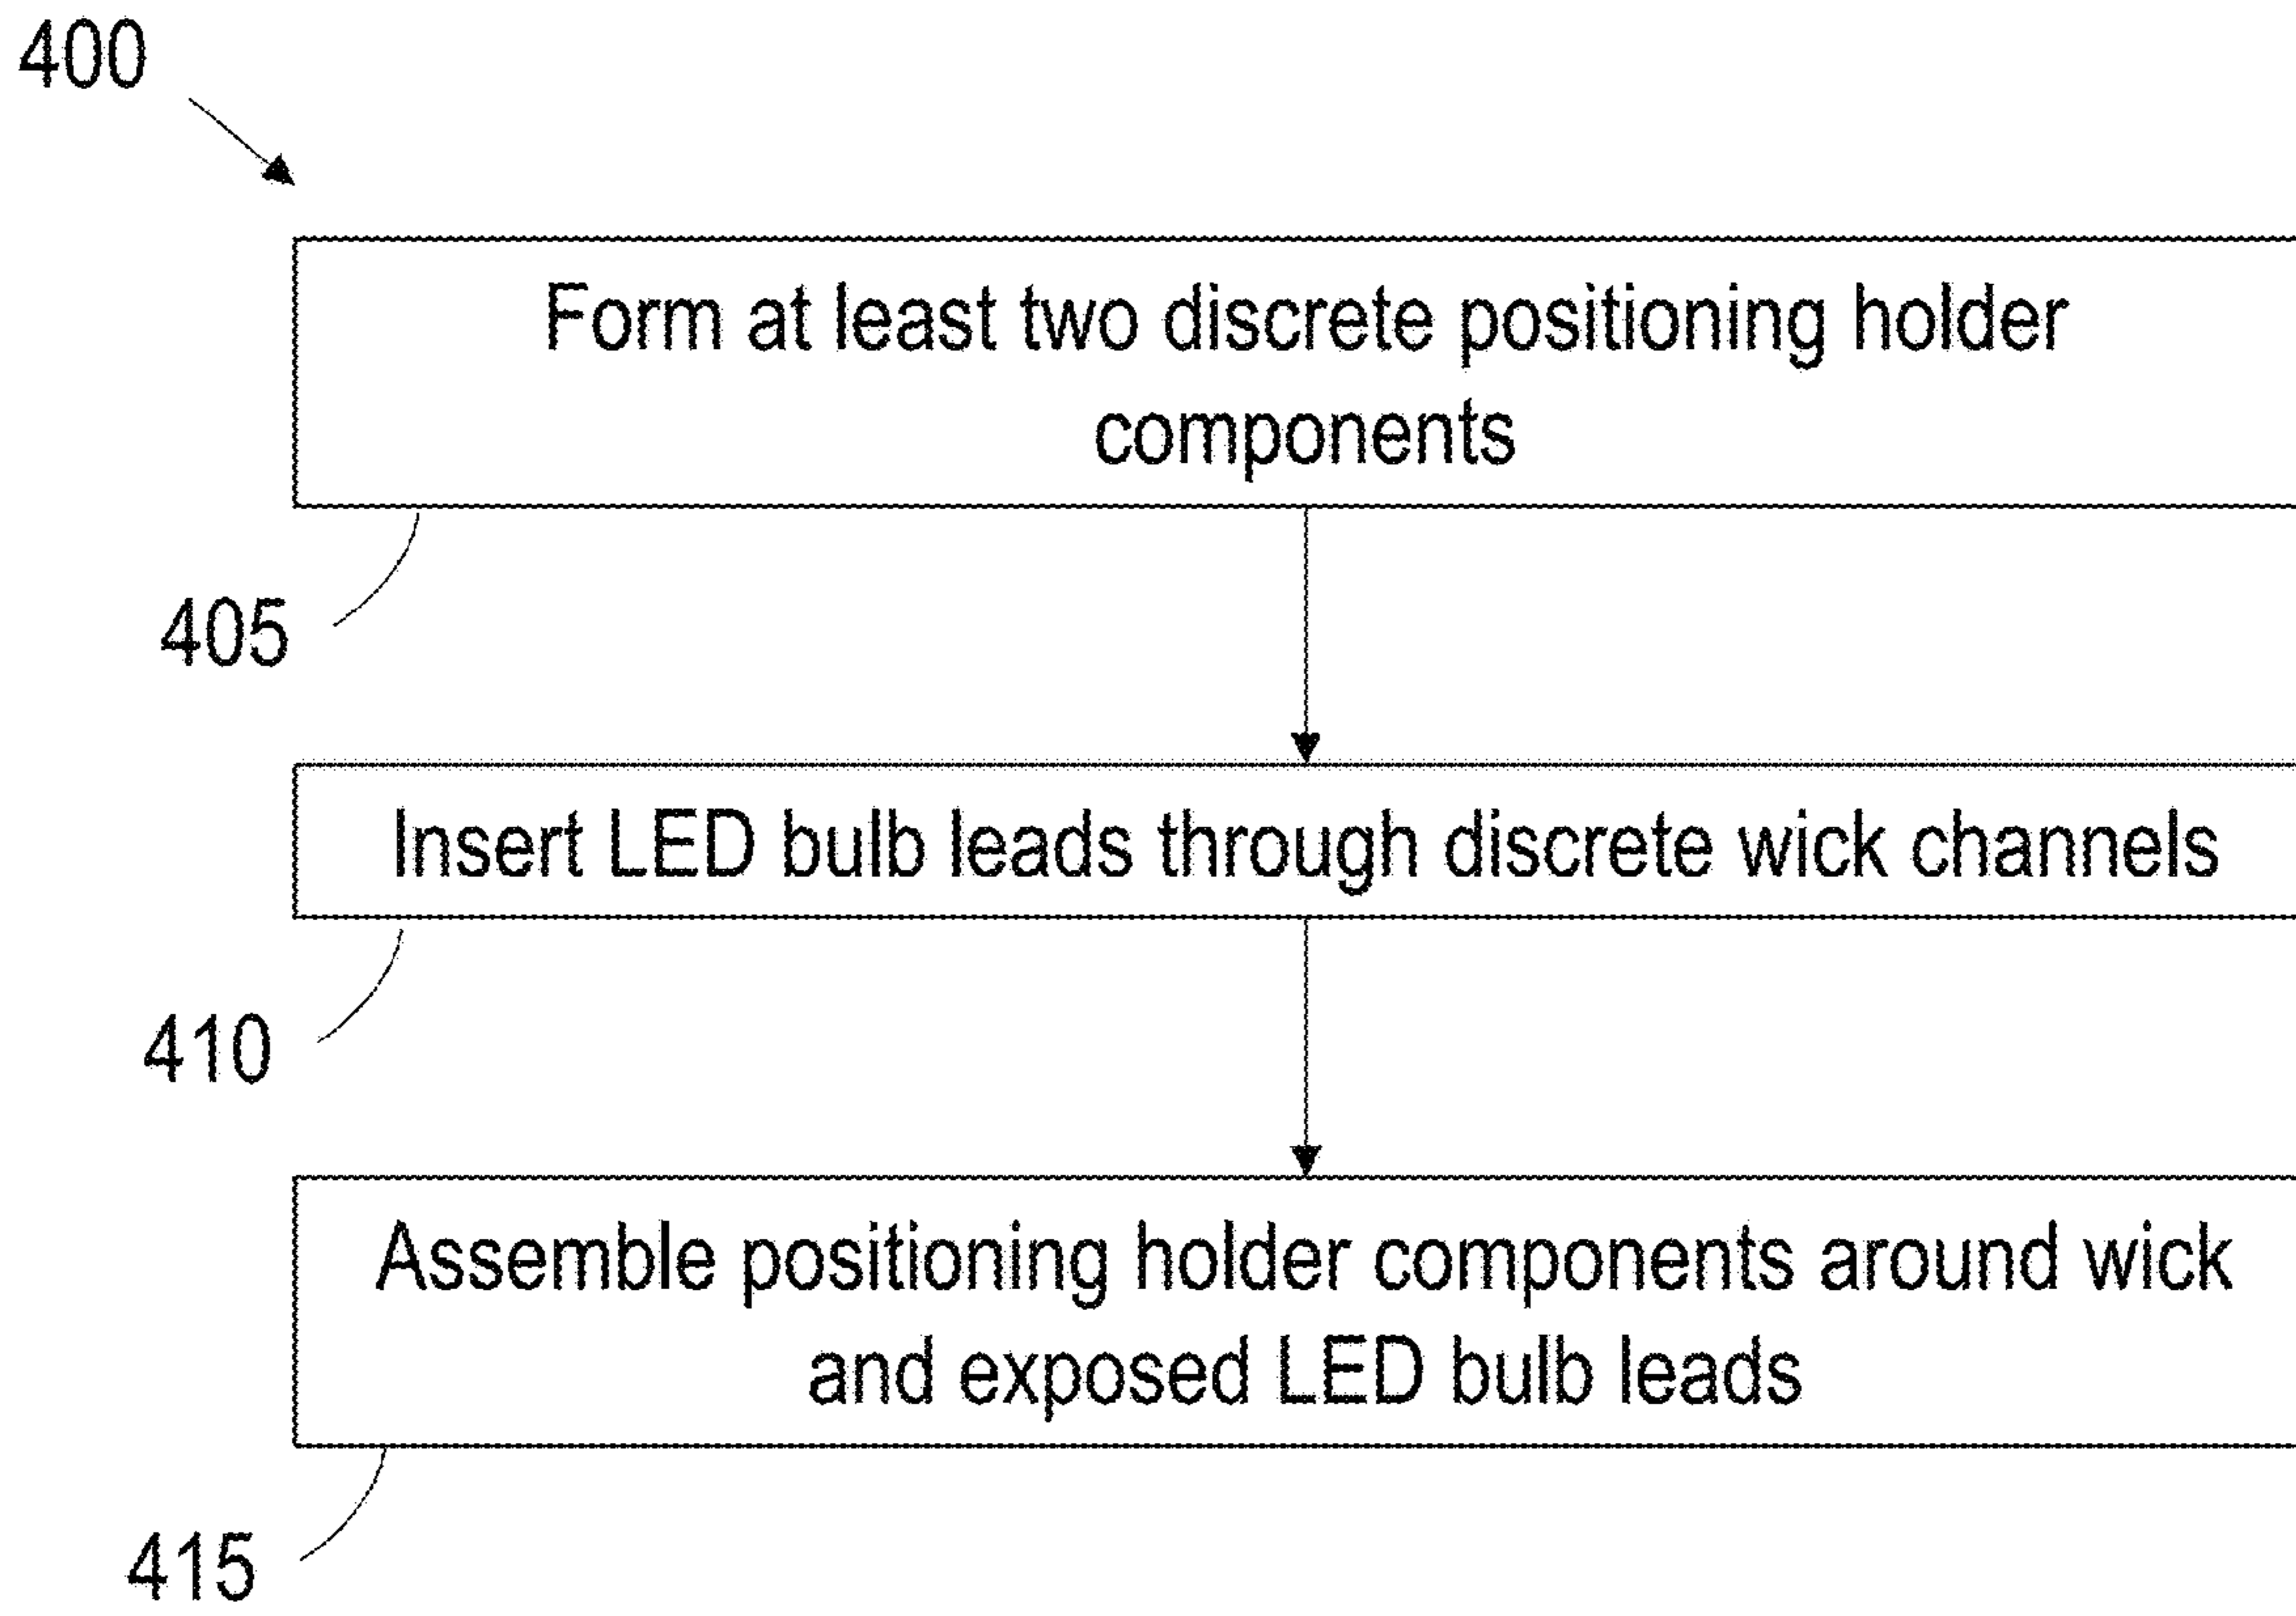 400
Form at least two discrete positioning holder
components
405
Insert LED bulb leads through discrete wick channels
410
Assemble positioning holder components around wick
and exposed LED bulb leads
415